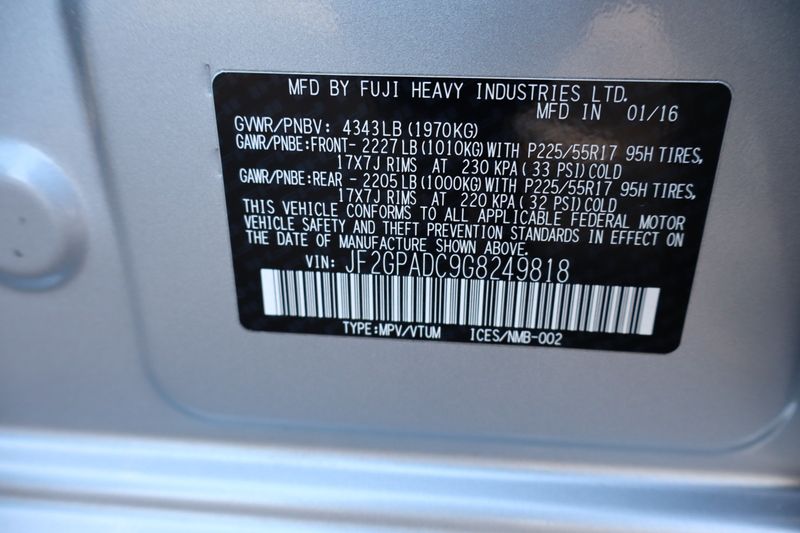 MFD BY FUJI HEAVY INDUSTRIES LTD.
MFD IN 01/16
GVWR/PNBV: 4343LB(1970KG)
GAWR/PNBE:FRONT- 2227LB(1010KG)WITH P225/55R17 95H TIRES,
17X7J RIMS AT 230 KPA( 33 PSI)COLD
GAWR/PNBE:REAR - 2205LB(1000KG)WITH P225/55R17 95H TIRES,
17X7J RIMS AT 220 KPA( 32 PSI)COLD
THIS VEHICLE CONFORMS TO ALL APPLICABLE FEDERAL MOTOR
VEHICLE SAFETY AND THEFT PREVENTION STANDARDS IN EFFECT ON
THE DATE OF MANUFACTURE SHOWN ABOVE.
VIN: JF2GPADC9G8249818
TYPE:MPV/VTUM ICES/NMB-002